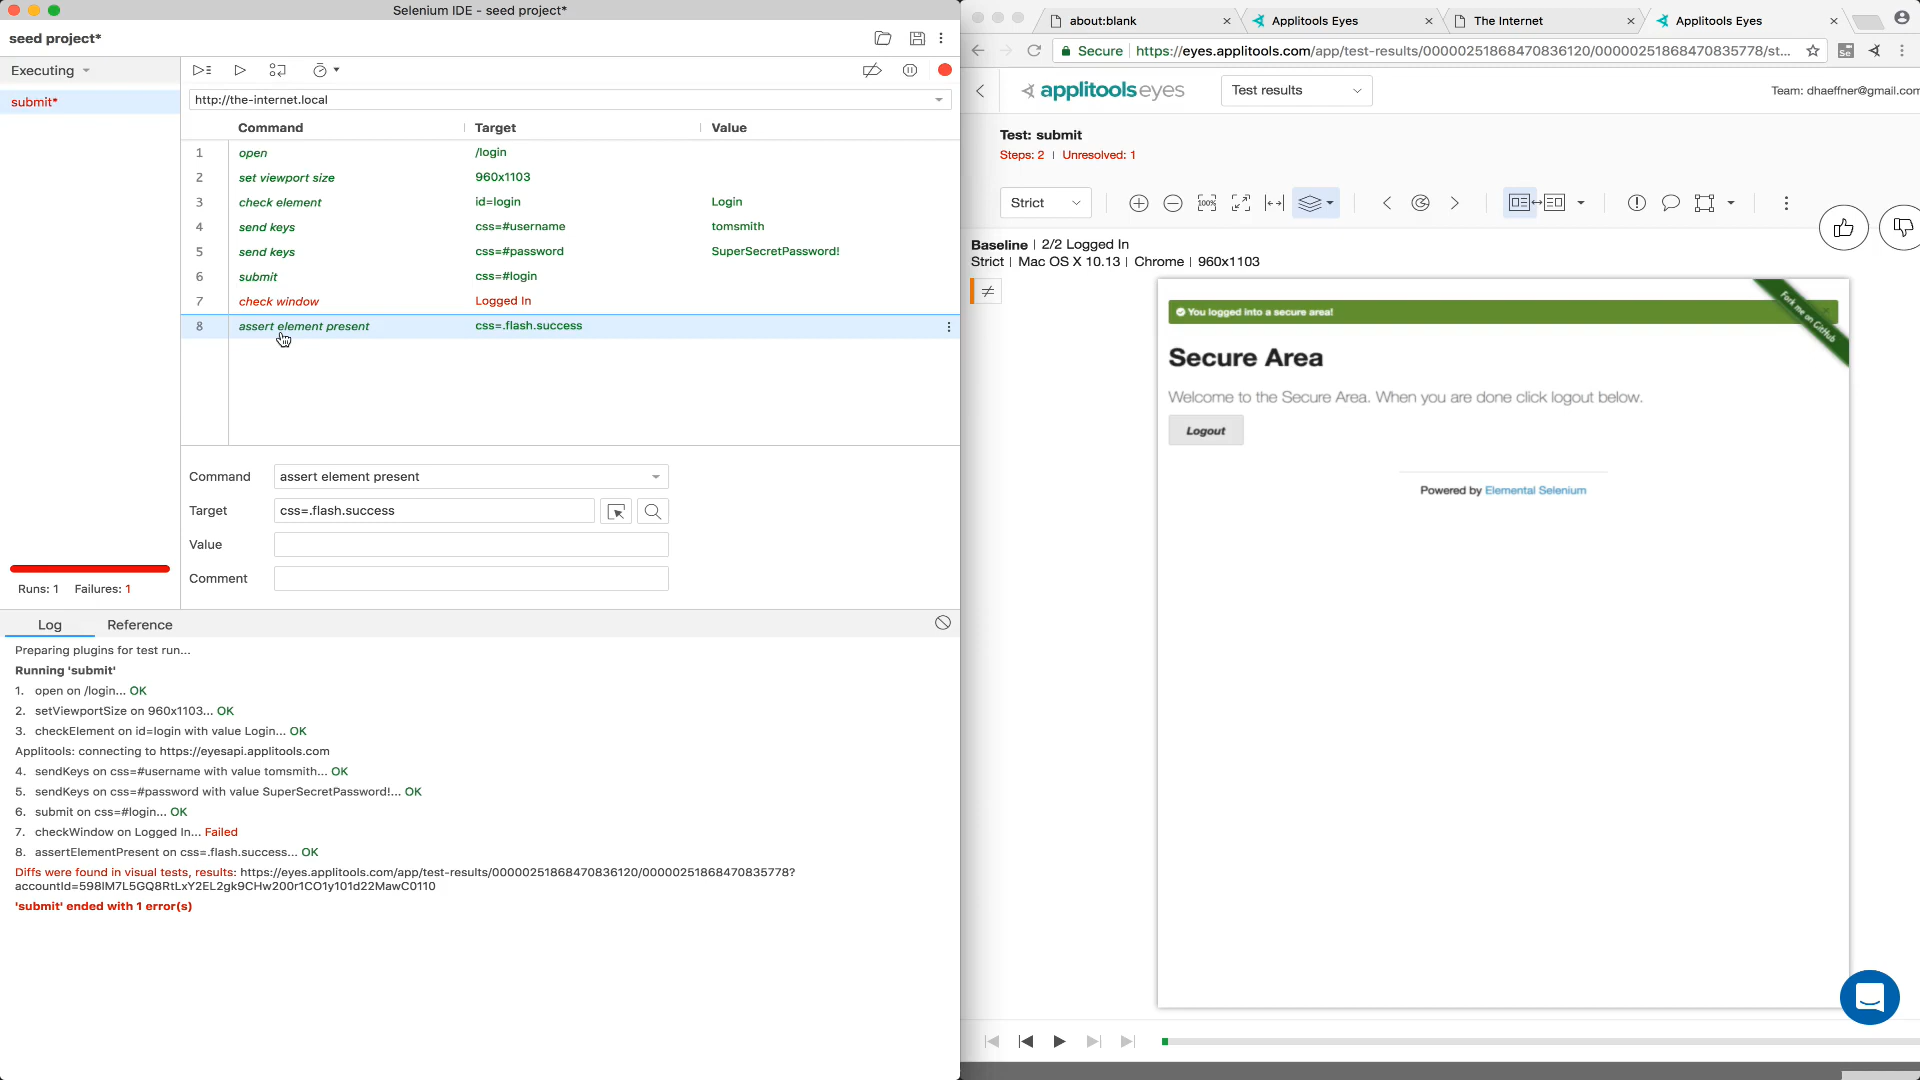 Selenium IDE - seed project*
seed project*
Executing
submit*
http://the-internet.local
Command Target Value
1 open /login
2 set viewport size 960x1103
3 check element id=login Login
4 send keys css=#username tomsmith
5 send keys css=#password SuperSecretPassword!
6 submit css=#login
7 check window Logged In
8 assert element present css=.flash.success
Command assert element present
Target css=.flash.success
Value
Comment
Runs: 1 Failures: 1
Log Reference
Preparing plugins for test run...
Running 'submit'
1. open on /login... OK
2. setViewportSize on 960x1103... OK
3. checkElement on id=login with value Login... OK
Applitools: connecting to https://eyesapi.applitools.com
4. sendKeys on css=#username with value tomsmith... OK
5. sendKeys on css=#password with value SuperSecretPassword!... OK
6. submit on css=#login... OK
7. checkWindow on Logged In... Failed
8. assertElementPresent on css=.flash.success... OK
Diffs were found in visual tests, results: https://eyes.applitools.com/app/test-results/00000251868470836120/00000251868470835778?
accountId=598IM7L5GQ8RtLxY2EL2gk9CHw200r1CO1y101d22MawC0110
'submit' ended with 1 error(s)
about:blank Applitools Eyes The Internet Applitools Eyes
Secure https://eyes.applitools.com/app/test-results/00000251868470836120/00000251868470835778/st...
Se
applitools eyes Test results Team: dhaeffner@gmail.com
Test: submit
Steps: 2 | Unresolved: 1
Strict 100%
Baseline | 2/2 Logged In
Strict | Mac OS X 10.13 | Chrome | 960x1103
≠
You logged into a secure area!
Fork me on GitHub
Secure Area
Welcome to the Secure Area. When you are done click logout below.
Logout
Powered by Elemental Selenium